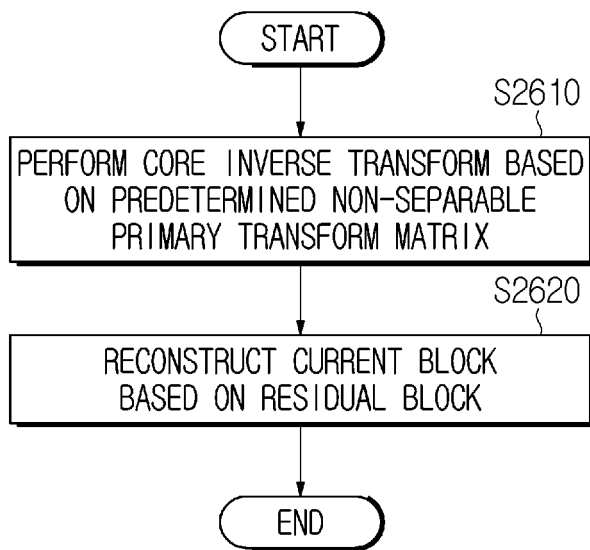 START
S2610
PERFORM CORE INVERSE TRANSFORM BASED
ON PREDETERMINED NON-SEPARABLE
PRIMARY TRANSFORM MATRIX
S2620
RECONSTRUCT CURRENT BLOCK
BASED ON RESIDUAL BLOCK
END